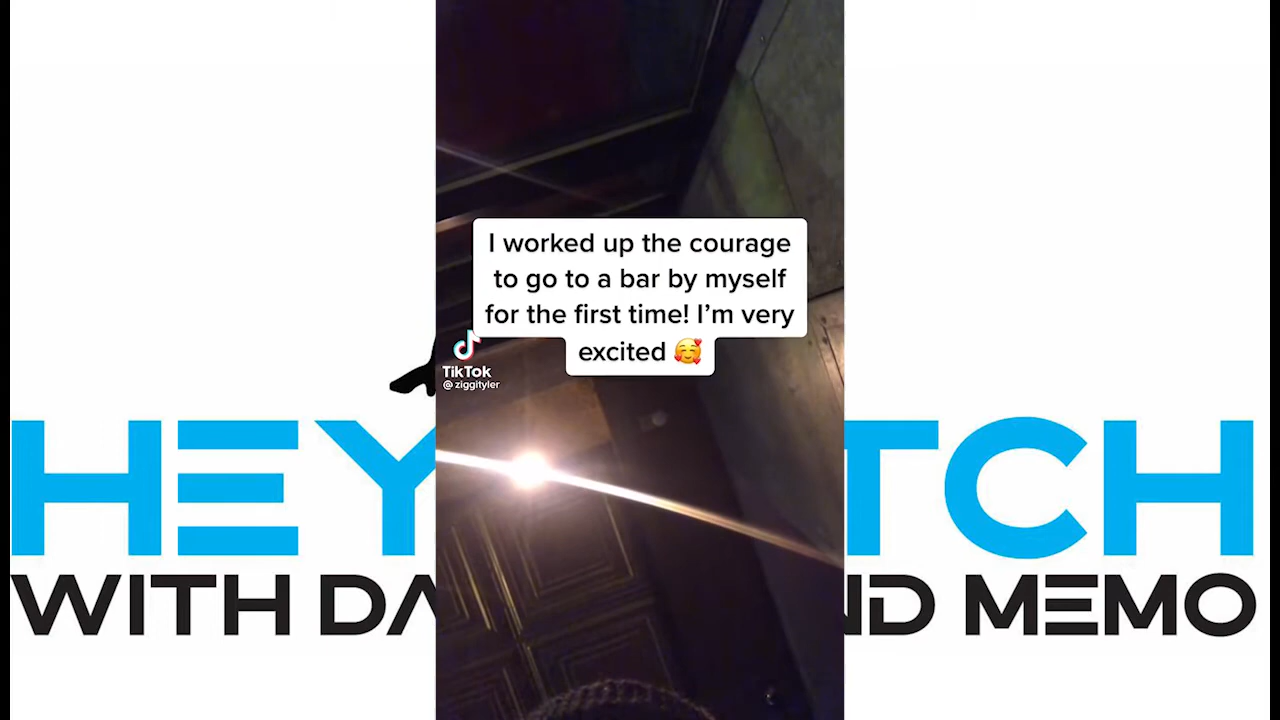 I worked up the courage
to go to a bar by myself
for the first time! I'm very
excited 🥰
TikTok
@ziggityler
HEY TCH
WITH DA ND MEMO